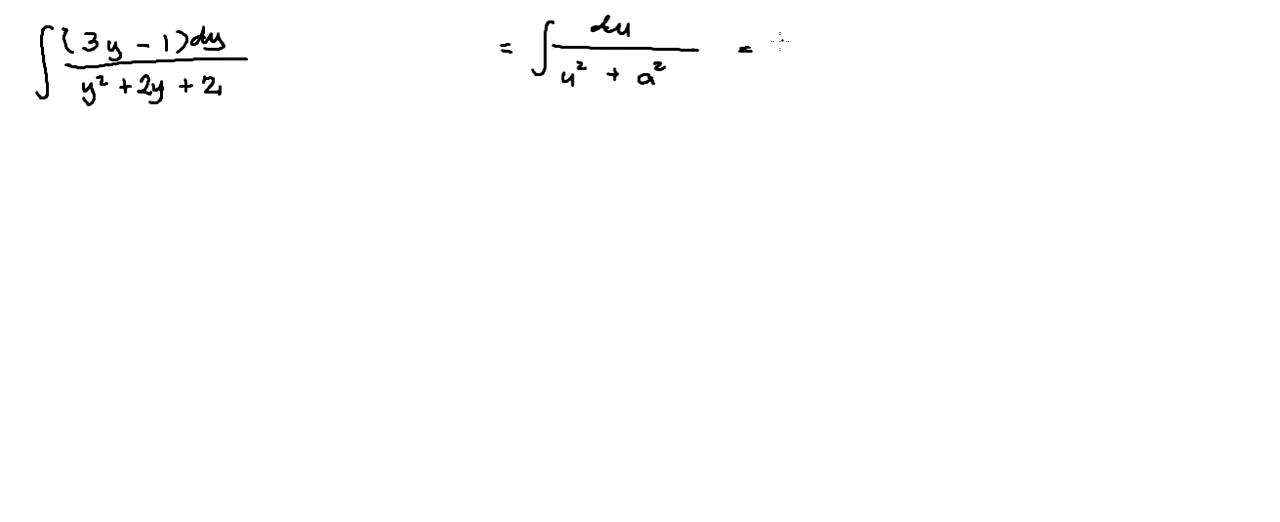 ∫ (3y - 1)dy / y² + 2y + 2 = ∫ du / u² + a² =